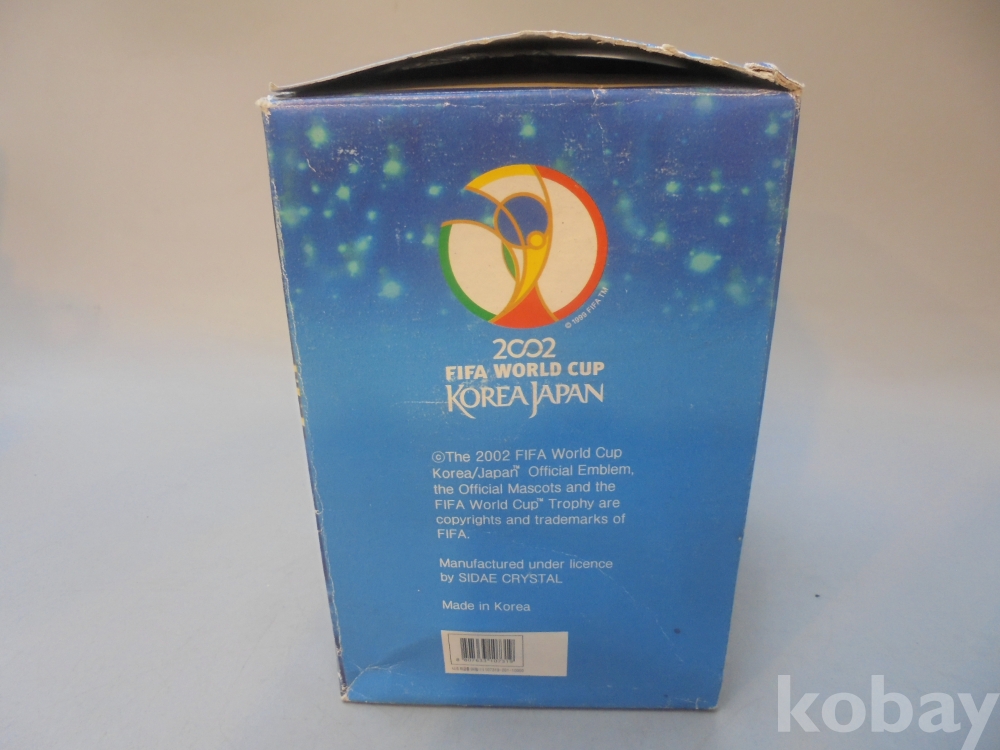 © 1999 FIFA TM
2002
FIFA WORLD CUP
KOREA JAPAN
©The 2002 FIFA World Cup
Korea/Japan™ Official Emblem,
the Official Mascots and the
FIFA World Cup™ Trophy are
copyrights and trademarks of
FIFA.
Manufactured under licence
by SIDAE CRYSTAL
Made in Korea
kobay